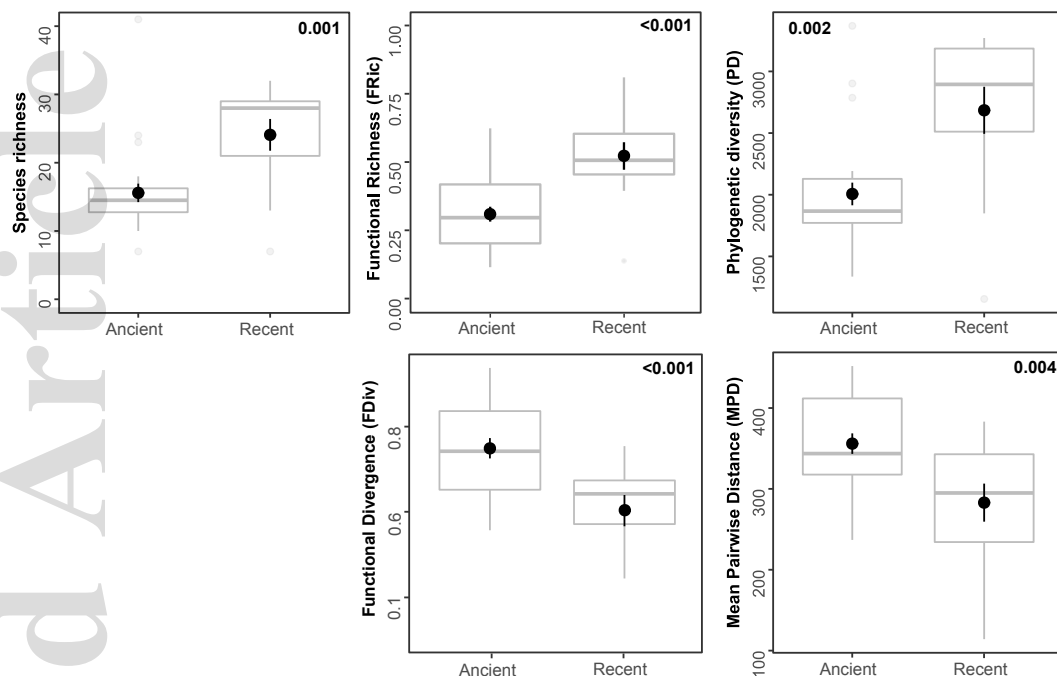 d Article
Species richness
0.001
40
30
20
10
0
Ancient Recent
Functional Richness (FRic)
<0.001
1.00
0.75
0.50
0.25
0.00
Ancient Recent
Phylogenetic diversity (PD)
0.002
3000
2500
2000
1500
Ancient Recent
Functional Divergence (FDiv)
<0.001
0.8
0.6
0.1
Ancient Recent
Mean Pairwise Distance (MPD)
0.004
400
300
200
100
Ancient Recent